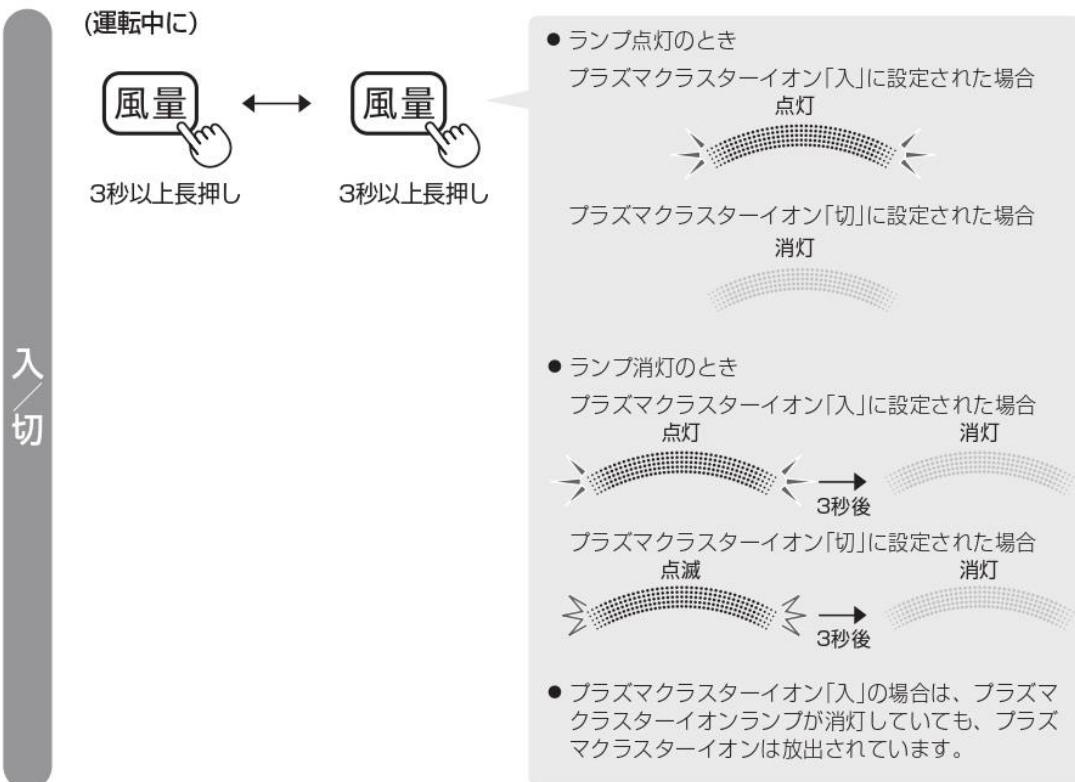 入／切
(運転中に)
風量
風量
3秒以上長押し
3秒以上長押し
● ランプ点灯のとき
プラズマクラスターイオン「入」に設定された場合
点灯
プラズマクラスターイオン「切」に設定された場合
消灯
● ランプ消灯のとき
プラズマクラスターイオン「入」に設定された場合
点灯
消灯
3秒後
プラズマクラスターイオン「切」に設定された場合
点滅
消灯
3秒後
● プラズマクラスターイオン「入」の場合は、プラズマ
クラスターイオンランプが消灯していても、プラズ
マクラスターイオンは放出されています。